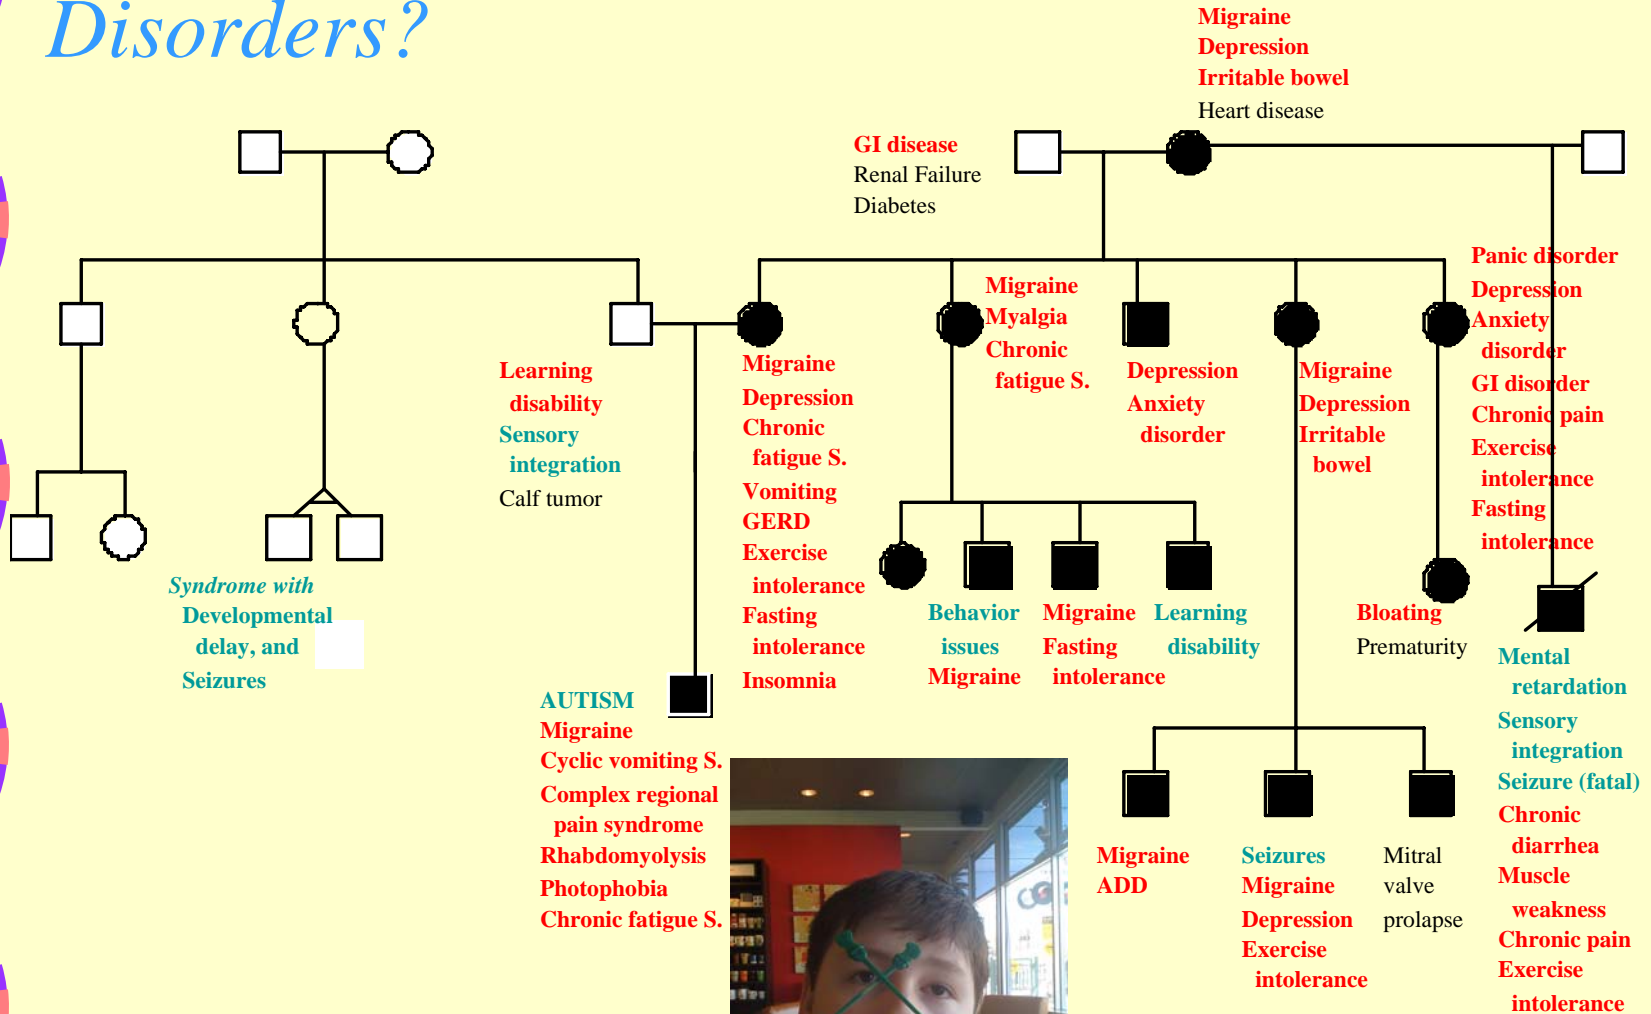 Disorders?
Migraine
Depression
Irritable bowel
Heart disease
GI disease
Renal Failure
Diabetes
Learning
disability
Sensory
integration
Calf tumor
Migraine
Depression
Chronic
fatigue S.
Vomiting
GERD
Exercise
intolerance
Fasting
intolerance
Insomnia
Migraine
Myalgia
Chronic
fatigue S.
Depression
Anxiety
disorder
Migraine
Depression
Irritable
bowel
Panic disorder
Depression
Anxiety
disorder
GI disorder
Chronic pain
Exercise
intolerance
Fasting
intolerance
Syndrome with
Developmental
delay, and
Seizures
AUTISM
Migraine
Cyclic vomiting S.
Complex regional
pain syndrome
Rhabdomyolysis
Photophobia
Chronic fatigue S.
Behavior
issues
Migraine
Migraine
Fasting
intolerance
Learning
disability
Bloating
Prematurity
Migraine
ADD
Seizures
Migraine
Depression
Exercise
intolerance
Mitral
valve
prolapse
Mental
retardation
Sensory
integration
Seizure (fatal)
Chronic
diarrhea
Muscle
weakness
Chronic pain
Exercise
intolerance